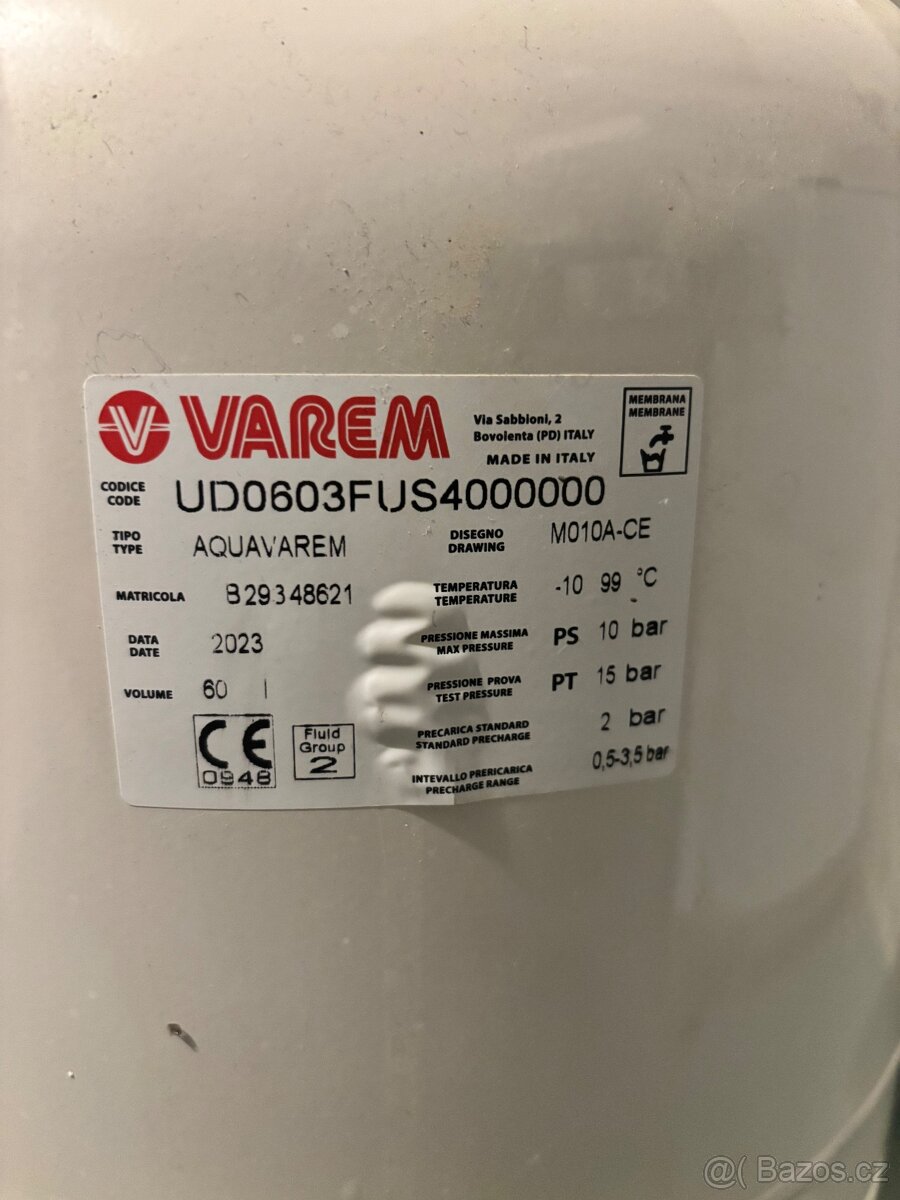 VAREM
Via Sabbioni, 2
Bovolenta (PD) ITALY
MADE IN ITALY
MEMBRANA
MEMBRANE
CODICE
CODE
UD0603FUS4000000
TIPO
TYPE
AQUAVAREM
DISEGNO
DRAWING
M010A-CE
MATRICOLA
B29348621
TEMPERATURA
TEMPERATURE
-10 99 °C
DATA
DATE
2023
PRESSIONE MASSIMA
MAX PRESSURE
PS 10 bar
VOLUME
60 l
PRESSIONE PROVA
TEST PRESSURE
PT 15 bar
CE
0948
Fluid
Group
2
PRECARICA STANDARD
STANDARD PRECHARGE
2 bar
INTEVALLO PRERICARICA
PRECHARGE RANGE
0,5-3,5 bar
@( Bazos.cz